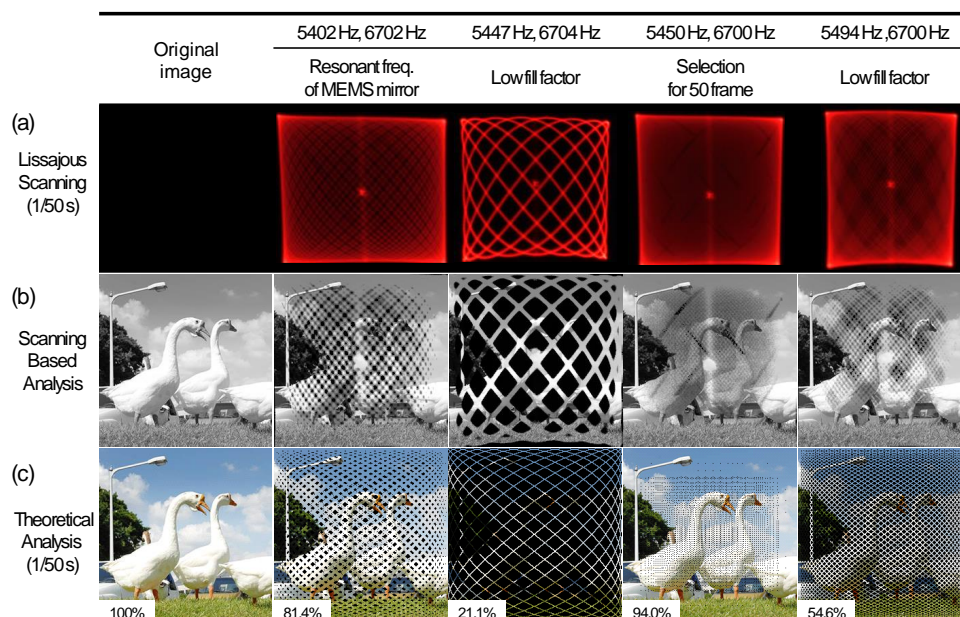 Original
image
5402 Hz, 6702 Hz
5447 Hz, 6704 Hz
5450 Hz, 6700 Hz
5494 Hz ,6700 Hz
Resonant freq.
of MEMS mirror
Low fill factor
Selection
for 50 frame
Low fill factor
(a)
Lissajous
Scanning
(1/50 s)
(b)
Scanning
Based
Analysis
(c)
Theoretical
Analysis
(1/50 s)
100%
81.4%
21.1%
94.0%
54.6%